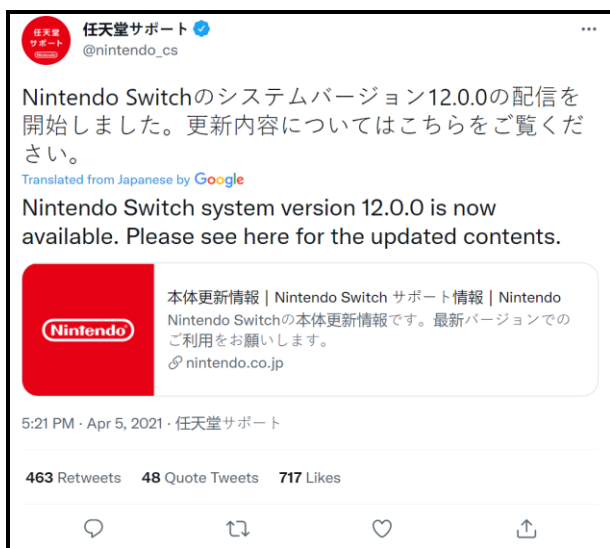 任天堂サポート
@nintendo_cs
任天堂
サポート
Nintendo
Nintendo Switchのシステムバージョン12.0.0の配信を
開始しました。更新内容についてはこちらをご覧くだ
さい。
Translated from Japanese by Google
Nintendo Switch system version 12.0.0 is now
available. Please see here for the updated contents.
Nintendo
本体更新情報 | Nintendo Switch サポート情報 | Nintendo
Nintendo Switchの本体更新情報です。最新バージョンでの
ご利用をお願いします。
nintendo.co.jp
5:21 PM · Apr 5, 2021 · 任天堂サポート
463 Retweets 48 Quote Tweets 717 Likes